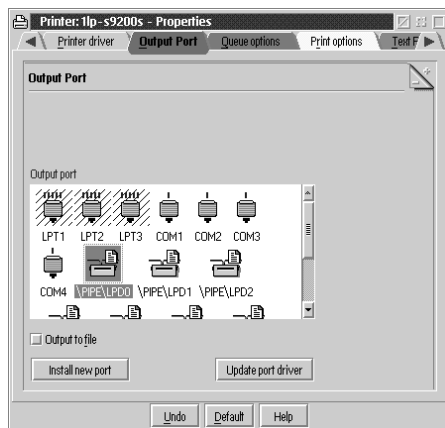 Printer: 1lp-s9200s - Properties
Printer driver Output Port Queue options Print options Text F
Output Port
Output port
LPT1 LPT2 LPT3 COM1 COM2 COM3
COM4 \PIPE\LPD0 \PIPE\LPD1 \PIPE\LPD2
Output to file
Install new port Update port driver
Undo Default Help